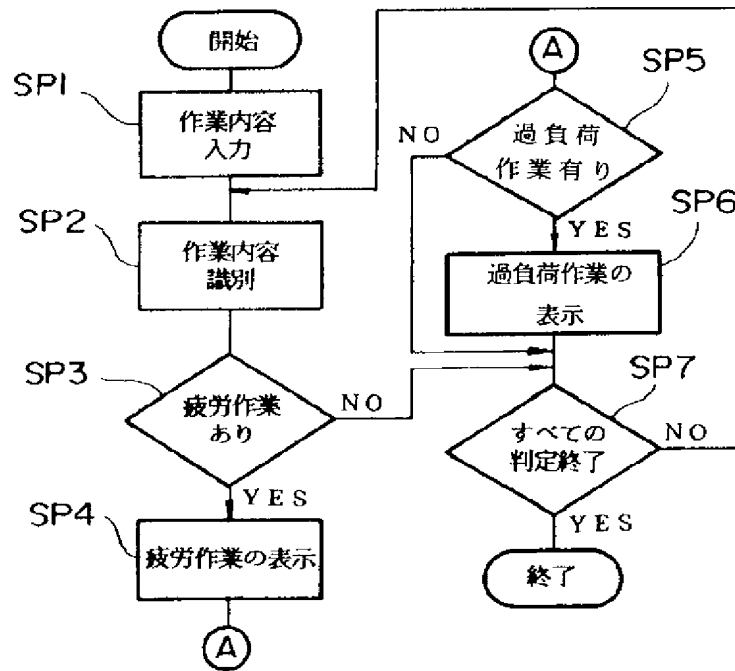 開始
SP1
作業内容
入力
SP2
作業内容
識別
SP3
疲労作業
あり
NO
YES
SP4
疲労作業の表示
A
A
SP5
過負荷
作業有り
NO
YES
SP6
過負荷作業の
表示
SP7
すべての
判定終了
NO
YES
終了